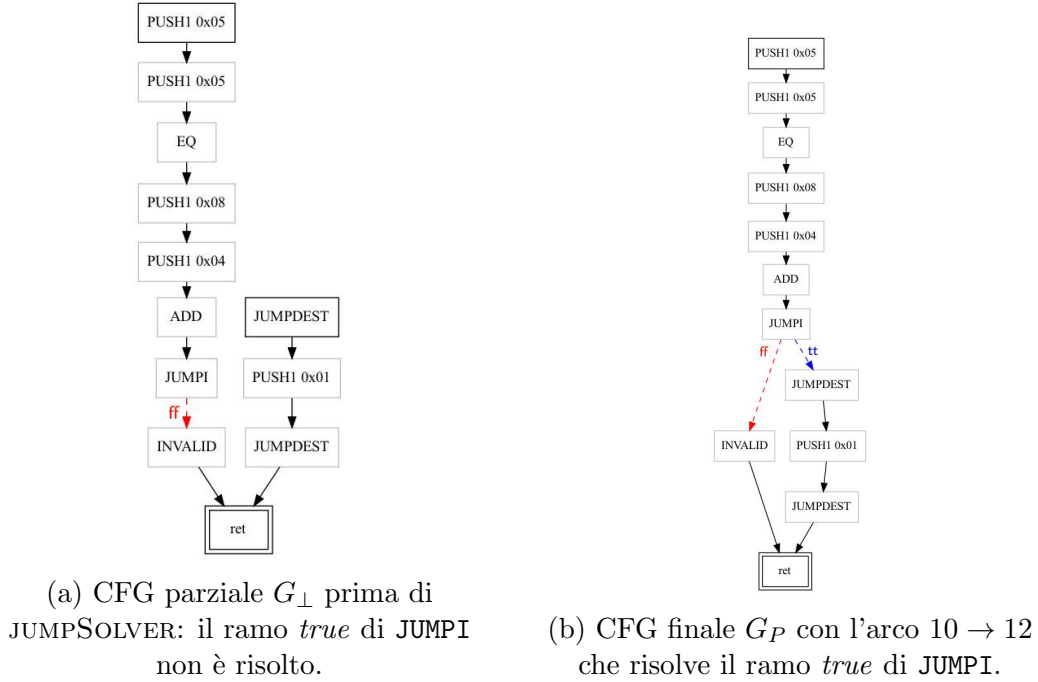 PUSH1 0x05
PUSH1 0x05
EQ
PUSH1 0x08
PUSH1 0x04
ADD
JUMPDEST
JUMPI
PUSH1 0x01
ff
INVALID
JUMPDEST
ret
(a) CFG parziale G⊥ prima di
JUMPSOLVER: il ramo true di JUMPI
non è risolto.
PUSH1 0x05
PUSH1 0x05
EQ
PUSH1 0x08
PUSH1 0x04
ADD
JUMPI
ff
tt
JUMPDEST
INVALID
PUSH1 0x01
JUMPDEST
ret
(b) CFG finale GP con l'arco 10 → 12
che risolve il ramo true di JUMPI.